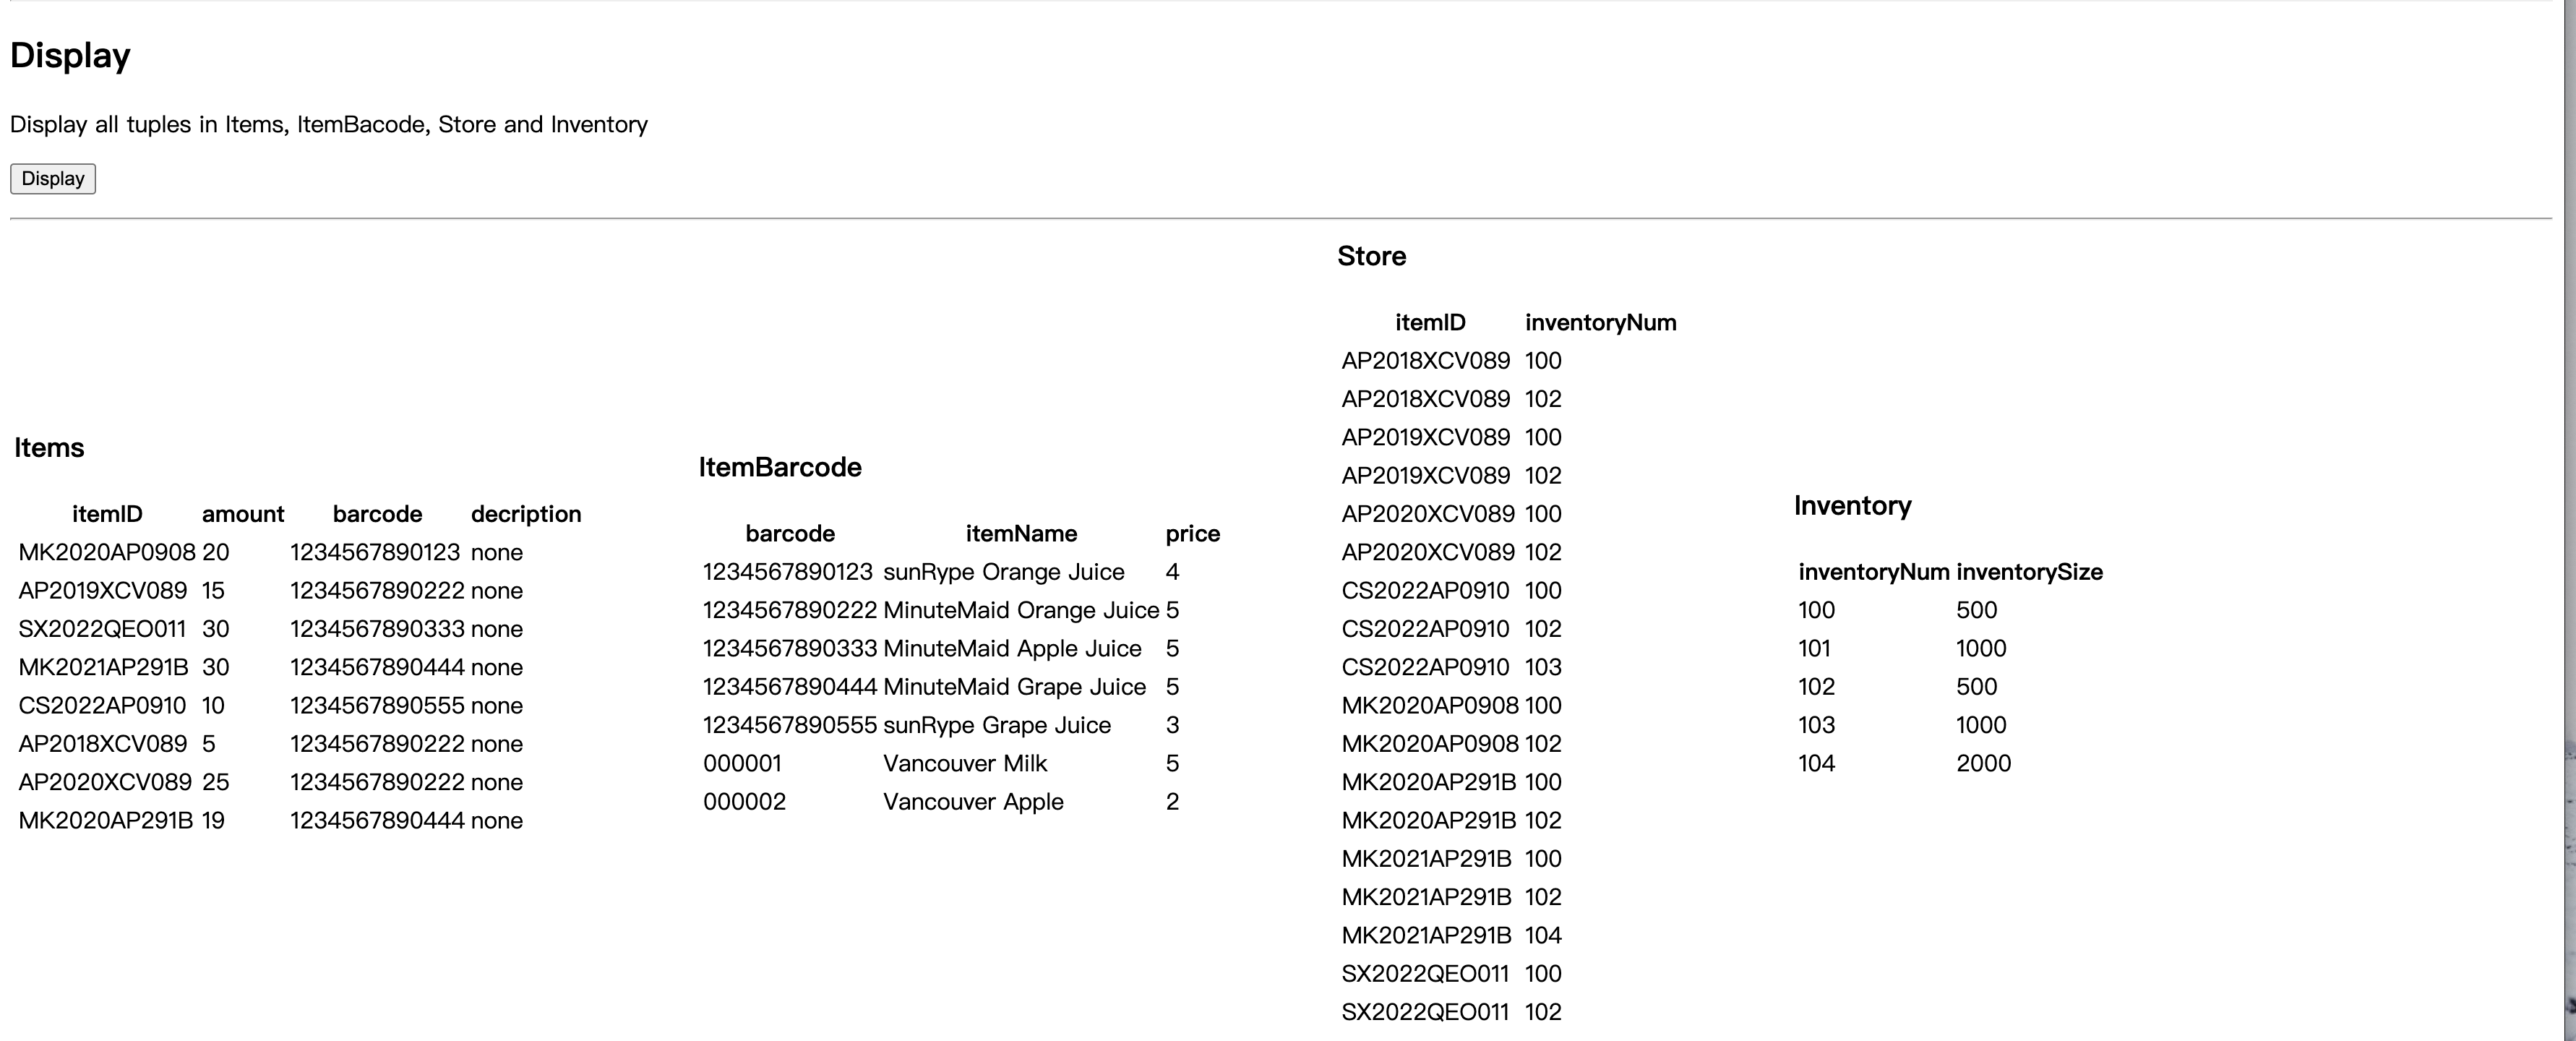 Display
Display all tuples in Items, ItemBacode, Store and Inventory
Display
Items
itemID amount barcode decription
MK2020AP0908 20 1234567890123 none
AP2019XCV089 15 1234567890222 none
SX2022QEO011 30 1234567890333 none
MK2021AP291B 30 1234567890444 none
CS2022AP0910 10 1234567890555 none
AP2018XCV089 5 1234567890222 none
AP2020XCV089 25 1234567890222 none
MK2020AP291B 19 1234567890444 none
ItemBarcode
barcode itemName price
1234567890123 sunRype Orange Juice 4
1234567890222 MinuteMaid Orange Juice 5
1234567890333 MinuteMaid Apple Juice 5
1234567890444 MinuteMaid Grape Juice 5
1234567890555 sunRype Grape Juice 3
000001 Vancouver Milk 5
000002 Vancouver Apple 2
Store
itemID inventoryNum
AP2018XCV089 100
AP2018XCV089 102
AP2019XCV089 100
AP2019XCV089 102
AP2020XCV089 100
AP2020XCV089 102
CS2022AP0910 100
CS2022AP0910 102
CS2022AP0910 103
MK2020AP0908 100
MK2020AP0908 102
MK2020AP291B 100
MK2020AP291B 102
MK2021AP291B 100
MK2021AP291B 102
MK2021AP291B 104
SX2022QEO011 100
SX2022QEO011 102
Inventory
inventoryNum inventorySize
100 500
101 1000
102 500
103 1000
104 2000